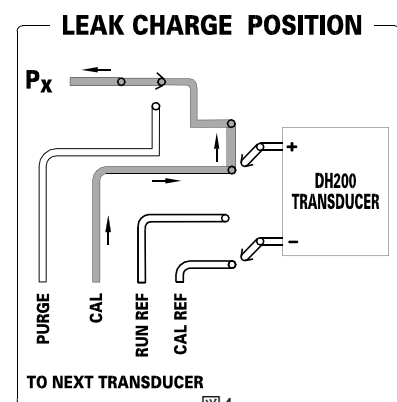 LEAK CHARGE POSITION
Px
+
DH200
TRANSDUCER
-
PURGE
CAL
RUN REF
CAL REF
TO NEXT TRANSDUCER